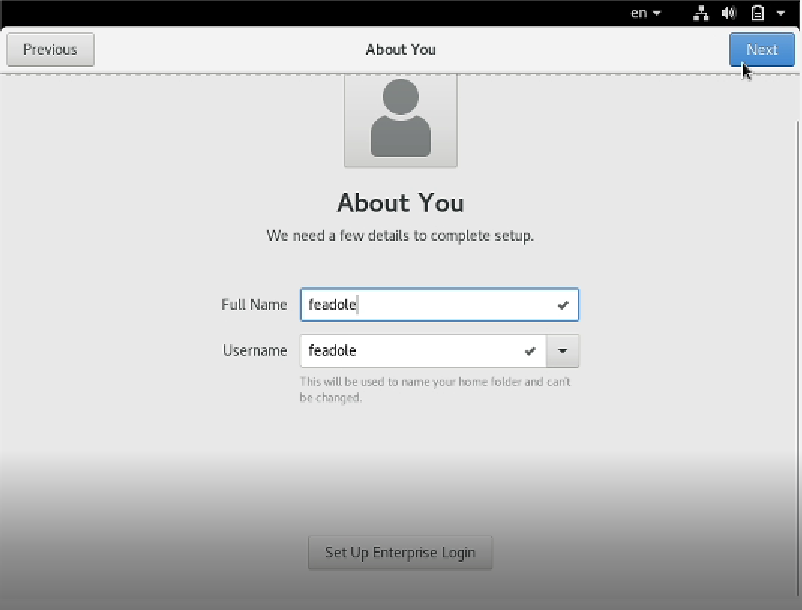 en
Previous
About You
Next
About You
We need a few details to complete setup.
Full Name
feadole
Username
feadole
This will be used to name your home folder and can't
be changed.
Set Up Enterprise Login